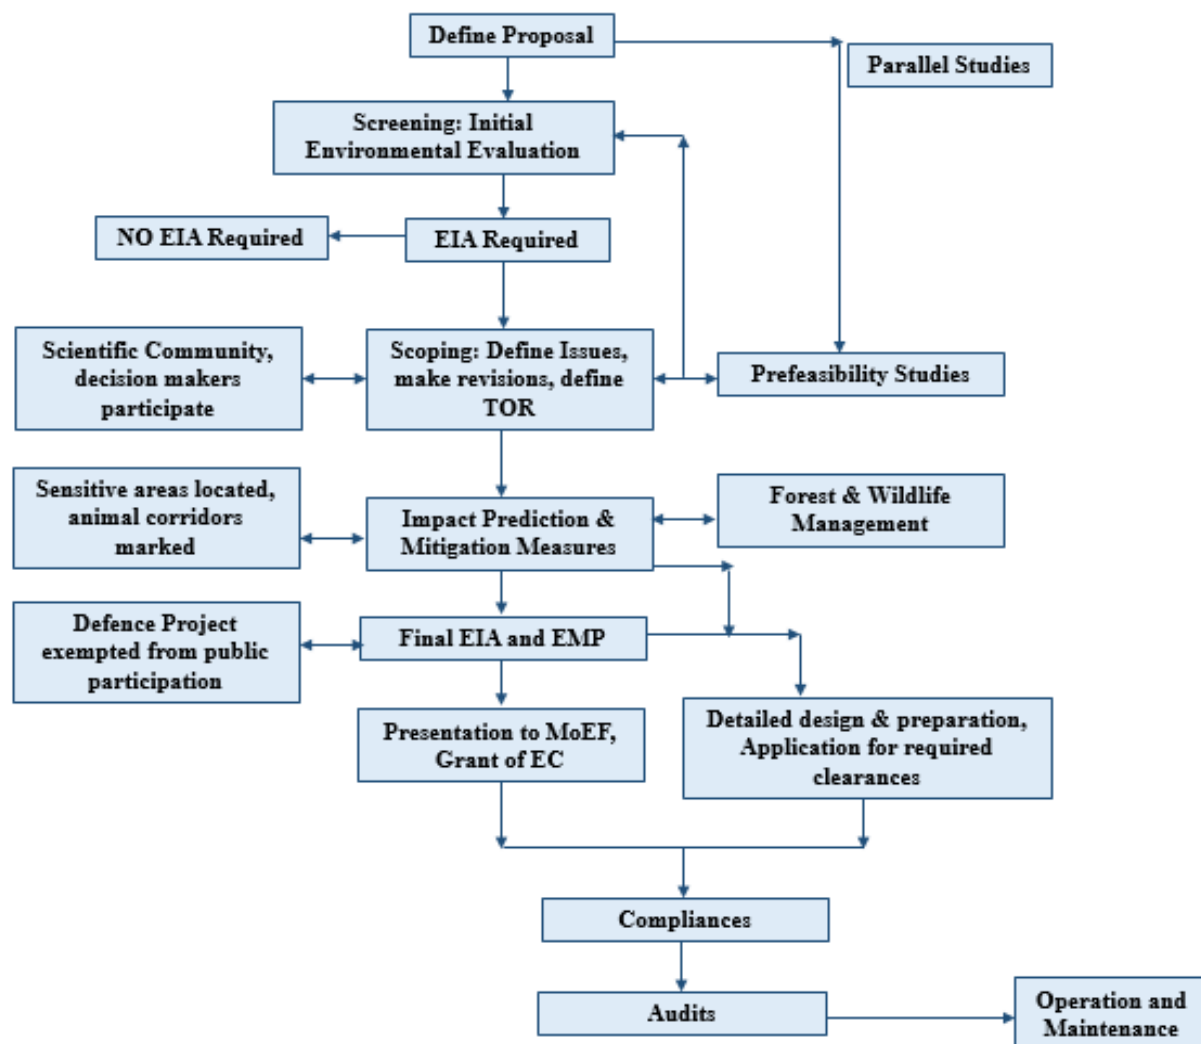 Define Proposal
Parallel Studies
Screening: Initial
Environmental Evaluation
NO EIA Required
EIA Required
Scientific Community,
decision makers
participate
Scoping: Define Issues,
make revisions, define
TOR
Prefeasibility Studies
Sensitive areas located,
animal corridors
marked
Impact Prediction &
Mitigation Measures
Forest & Wildlife
Management
Defence Project
exempted from public
participation
Final EIA and EMP
Presentation to MoEF,
Grant of EC
Detailed design & preparation,
Application for required
clearances
Compliances
Audits
Operation and
Maintenance